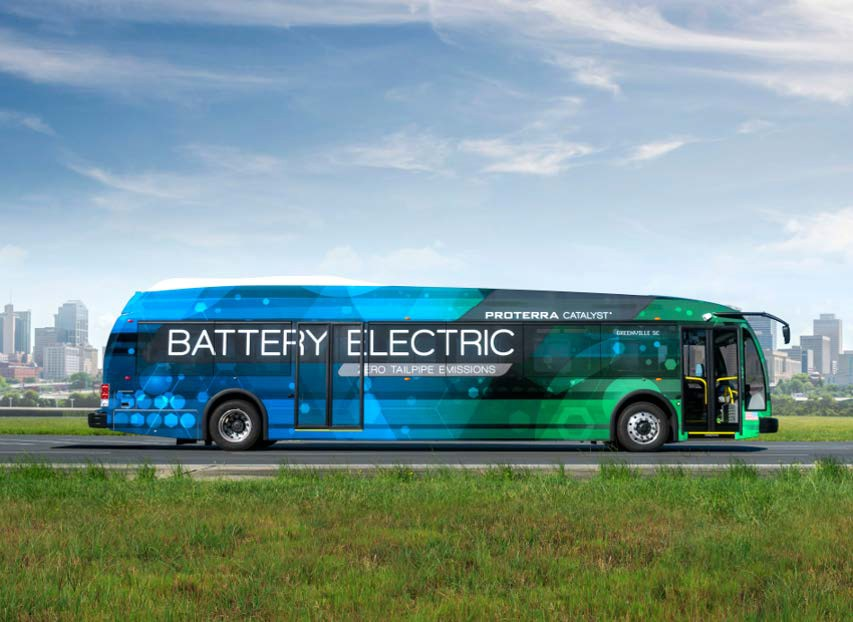 PROTERRA CATALYST
GREENVILLE SC
BATTERY ELECTRIC
ZERO TAILPIPE EMISSIONS